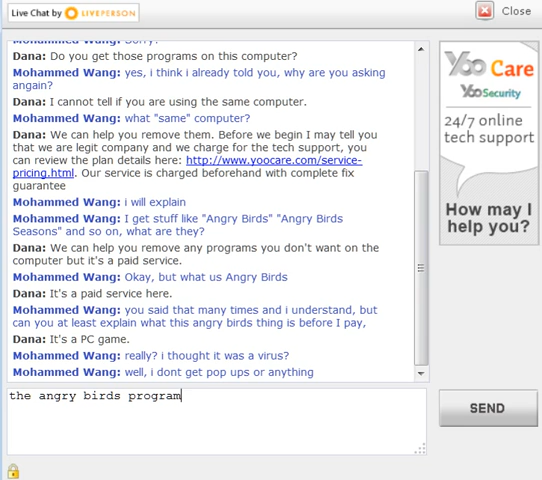 Live Chat by LIVEPERSON
Close
Mohammed Wang: Sorry?
Dana: Do you get those programs on this computer?
Mohammed Wang: yes, i think i already told you, why are you asking
angain?
Dana: I cannot tell if you are using the same computer.
Mohammed Wang: what "same" computer?
Dana: We can help you remove them. Before we begin I may tell you
that we are legit company and we charge for the tech support, you
can review the plan details here: http://www.yoocare.com/service-
pricing.html. Our service is charged beforehand with complete fix
guarantee
Mohammed Wang: i will explain
Mohammed Wang: I get stuff like "Angry Birds" "Angry Birds
Seasons" and so on, what are they?
Dana: We can help you remove any programs you don't want on the
computer but it's a paid service.
Mohammed Wang: Okay, but what us Angry Birds
Dana: It's a paid service here.
Mohammed Wang: you said that many times and i understand, but
can you at least explain what this angry birds thing is before I pay,
Dana: It's a PC game.
Mohammed Wang: really? i thought it was a virus?
Mohammed Wang: well, i dont get pop ups or anything
the angry birds program
SEND
Yoo Care
YooSecurity
24/7 online
tech support
How may I
help you?